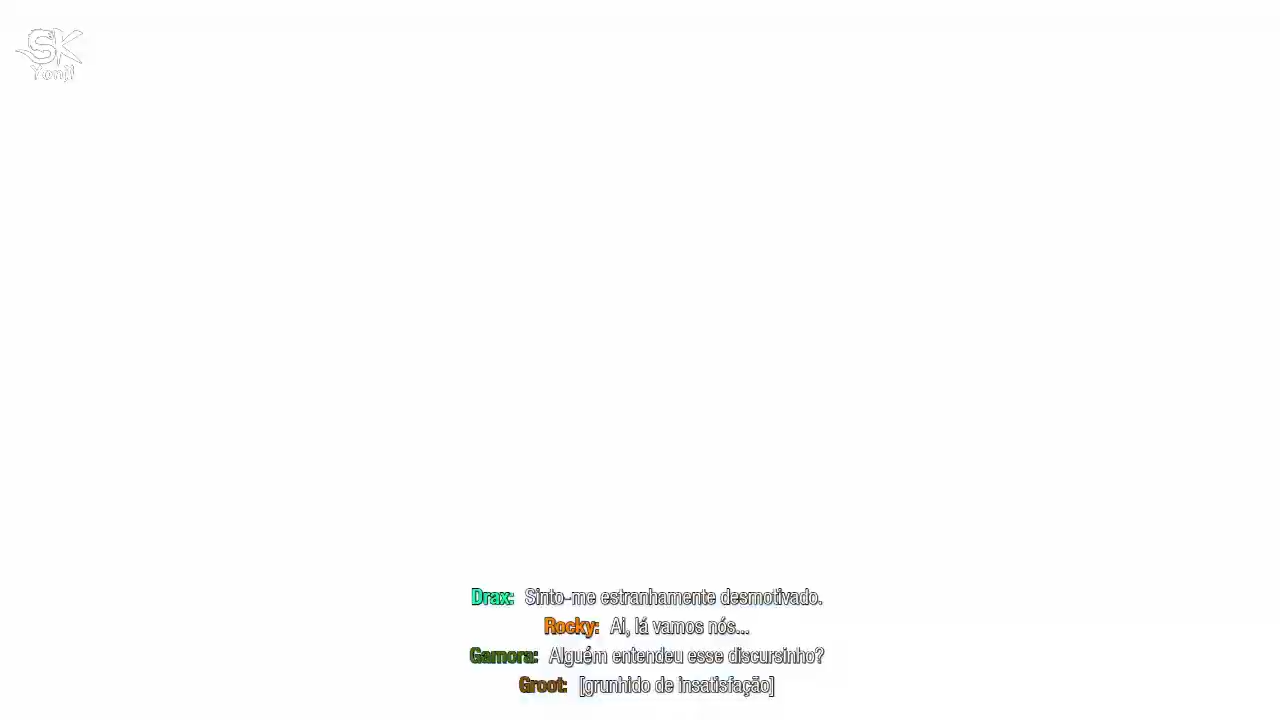 SK
Yonji
Drax: Sinto-me estranhamente desmotivado.
Rocky: Ai, lá vamos nós...
Gamora: Alguém entendeu esse discursinho?
Groot: [grunhido de insatisfação]